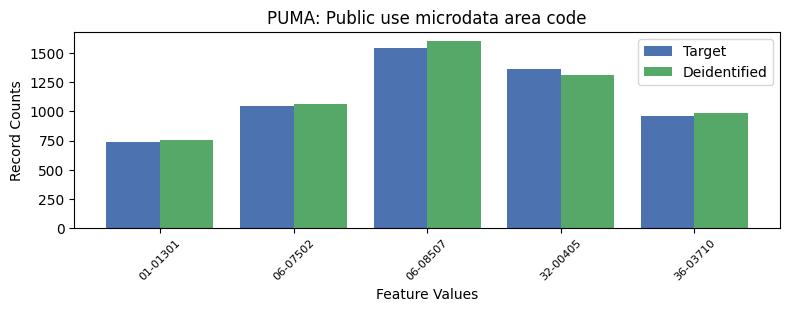 PUMA: Public use microdata area code
Target
Deidentified
Record Counts
1500
1250
1000
750
500
250
0
01-01301
06-07502
06-08507
32-00405
36-03710
Feature Values